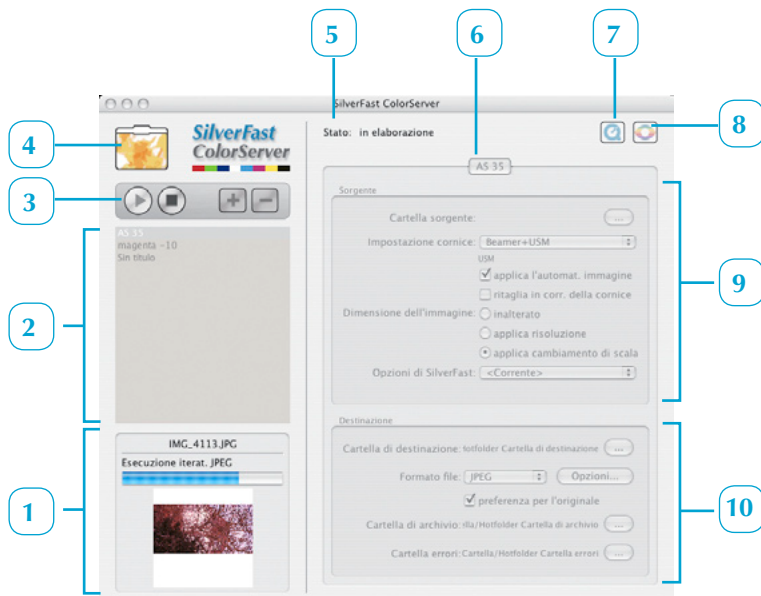 5
6
7
SilverFast ColorServer
4
SilverFast
ColorServer
Stato: in elaborazione
8
AS 35
3
Sorgente
Cartella sorgente:
...
AS 35
magenta -10
Sin titulo
Impostazione cornice:
Beamer+USM
USM
applica l'automat. immagine
ritaglia in corr. della cornice
9
2
Dimensione dell'immagine:
inalterato
applica risoluzione
applica cambiamento di scala
Opzioni di SilverFast:
<Corrente>
Destinazione
IMG_4113.JPG
Esecuzione iterat. JPEG
Cartella di destinazione: hotfolder Cartella di destinazione
...
Formato file:
JPEG
Opzioni...
preferenza per l'originale
1
10
Cartella di archivio: :lla/Hotfolder Cartella di archivio
...
Cartella errori: Cartella/Hotfolder Cartella errori
...